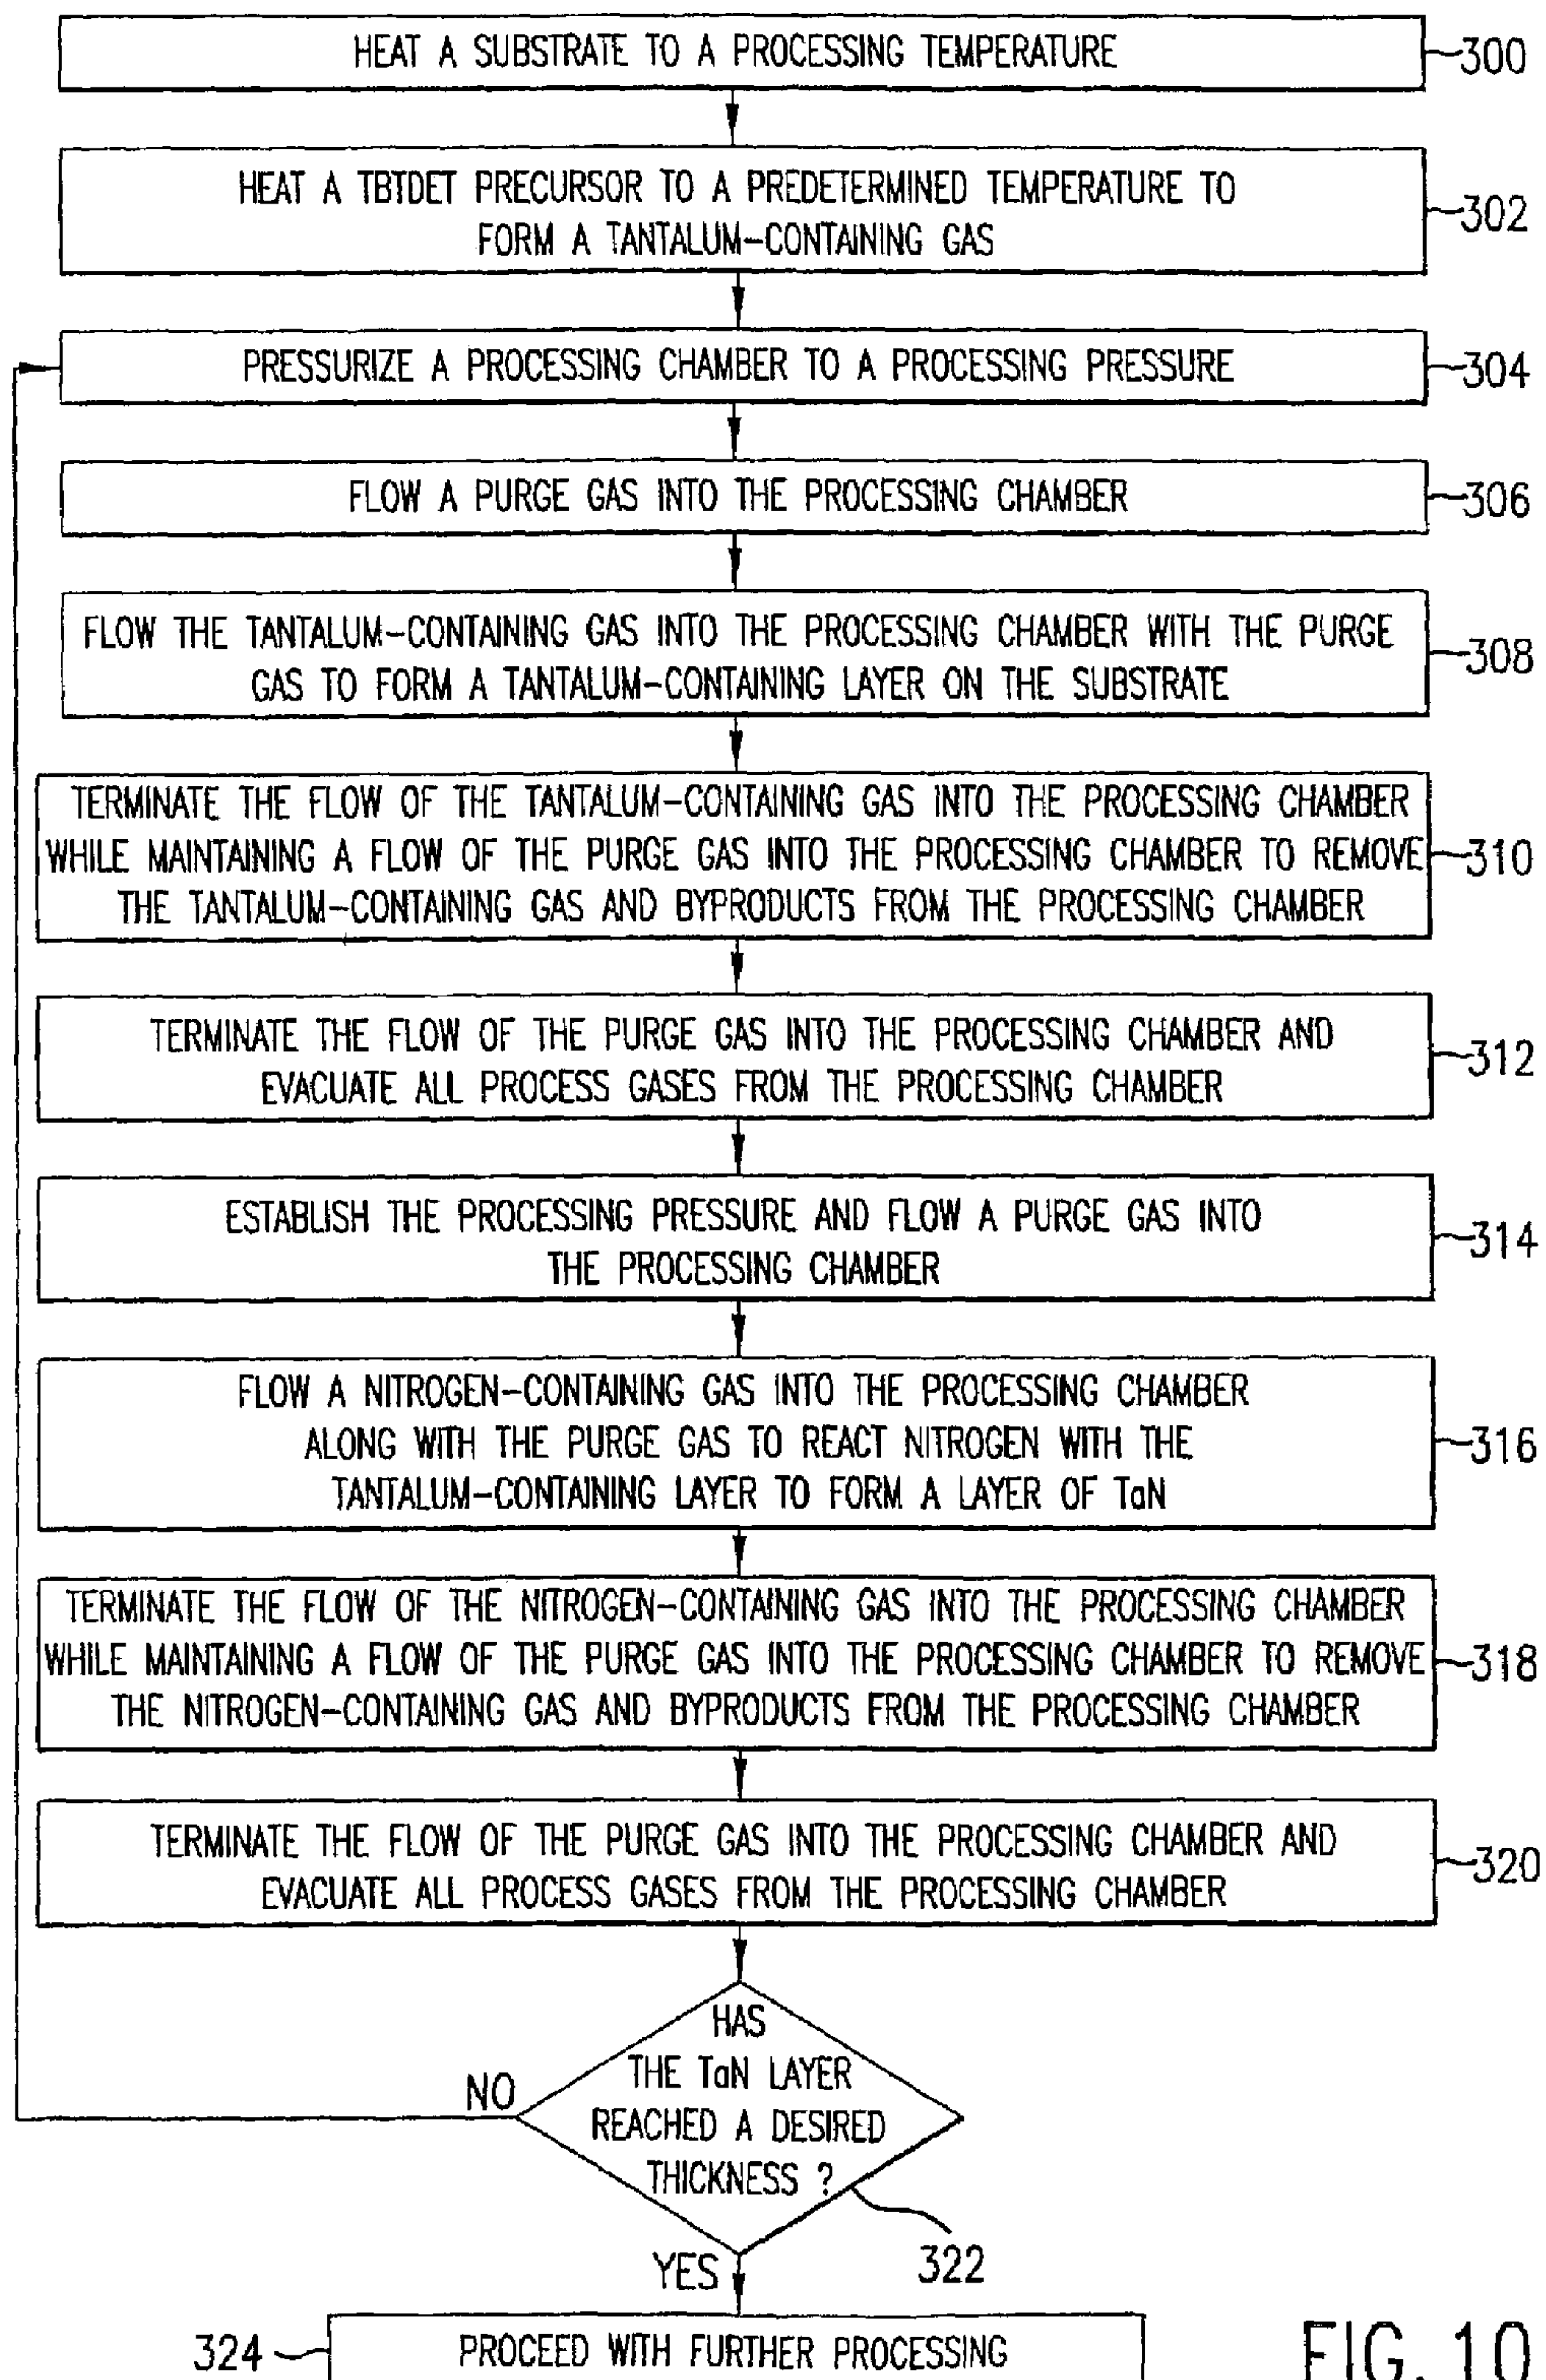 HEAT A SUBSTRATE TO A PROCESSING TEMPERATURE
300
HEAT A TBTDET PRECURSOR TO A PREDETERMINED TEMPERATURE TO
FORM A TANTALUM-CONTAINING GAS
302
PRESSURIZE A PROCESSING CHAMBER TO A PROCESSING PRESSURE
304
FLOW A PURGE GAS INTO THE PROCESSING CHAMBER
306
FLOW THE TANTALUM-CONTAINING GAS INTO THE PROCESSING CHAMBER WITH THE PURGE
GAS TO FORM A TANTALUM-CONTAINING LAYER ON THE SUBSTRATE
308
TERMINATE THE FLOW OF THE TANTALUM-CONTAINING GAS INTO THE PROCESSING CHAMBER
WHILE MAINTAINING A FLOW OF THE PURGE GAS INTO THE PROCESSING CHAMBER TO REMOVE
THE TANTALUM-CONTAINING GAS AND BYPRODUCTS FROM THE PROCESSING CHAMBER
310
TERMINATE THE FLOW OF THE PURGE GAS INTO THE PROCESSING CHAMBER AND
EVACUATE ALL PROCESS GASES FROM THE PROCESSING CHAMBER
312
ESTABLISH THE PROCESSING PRESSURE AND FLOW A PURGE GAS INTO
THE PROCESSING CHAMBER
314
FLOW A NITROGEN-CONTAINING GAS INTO THE PROCESSING CHAMBER
ALONG WITH THE PURGE GAS TO REACT NITROGEN WITH THE
TANTALUM-CONTAINING LAYER TO FORM A LAYER OF TaN
316
TERMINATE THE FLOW OF THE NITROGEN-CONTAINING GAS INTO THE PROCESSING CHAMBER
WHILE MAINTAINING A FLOW OF THE PURGE GAS INTO THE PROCESSING CHAMBER TO REMOVE
THE NITROGEN-CONTAINING GAS AND BYPRODUCTS FROM THE PROCESSING CHAMBER
318
TERMINATE THE FLOW OF THE PURGE GAS INTO THE PROCESSING CHAMBER AND
EVACUATE ALL PROCESS GASES FROM THE PROCESSING CHAMBER
320
HAS
THE TaN LAYER
REACHED A DESIRED
THICKNESS ?
NO
322
YES
324
PROCEED WITH FURTHER PROCESSING
FIG. 10